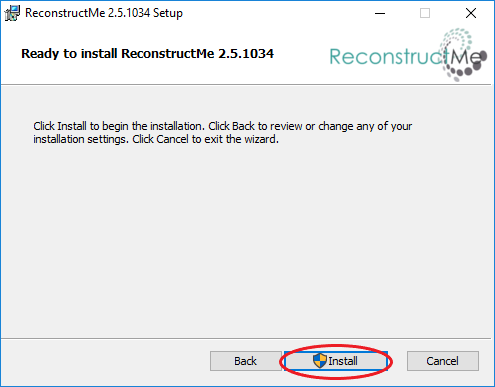 ReconstructMe 2.5.1034 Setup
Ready to install ReconstructMe 2.5.1034
ReconstructMe
Click Install to begin the installation. Click Back to review or change any of your
installation settings. Click Cancel to exit the wizard.
Back Install Cancel